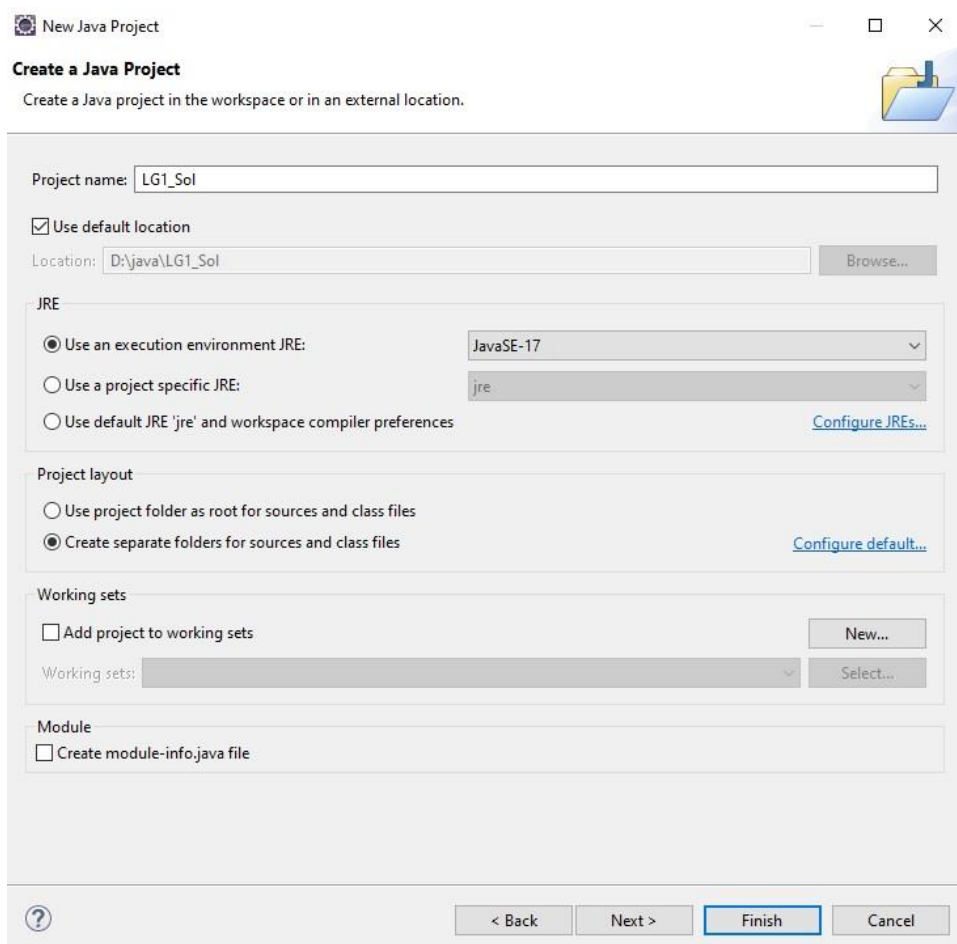 New Java Project
Create a Java Project
Create a Java project in the workspace or in an external location.
Project name: LG1_Sol
Use default location
Location: D:\java\LG1_Sol Browse...
JRE
Use an execution environment JRE: JavaSE-17
Use a project specific JRE: jre
Use default JRE 'jre' and workspace compiler preferences Configure JREs...
Project layout
Use project folder as root for sources and class files
Create separate folders for sources and class files Configure default...
Working sets
Add project to working sets New...
Working sets: Select...
Module
Create module-info.java file
? < Back Next > Finish Cancel